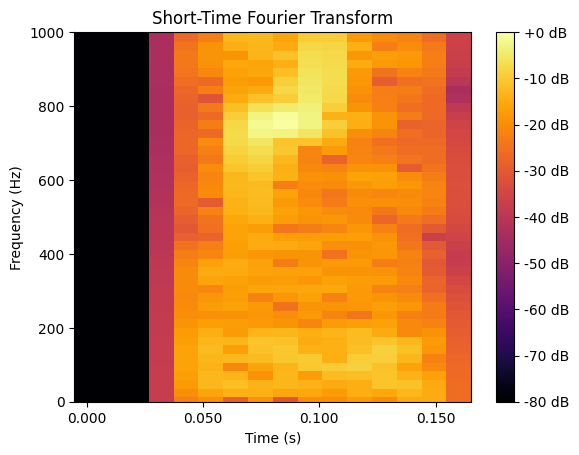 Short-Time Fourier Transform
1000
800
600
400
200
0
Frequency (Hz)
0.000
0.050
0.100
0.150
Time (s)
+0 dB
-10 dB
-20 dB
-30 dB
-40 dB
-50 dB
-60 dB
-70 dB
-80 dB